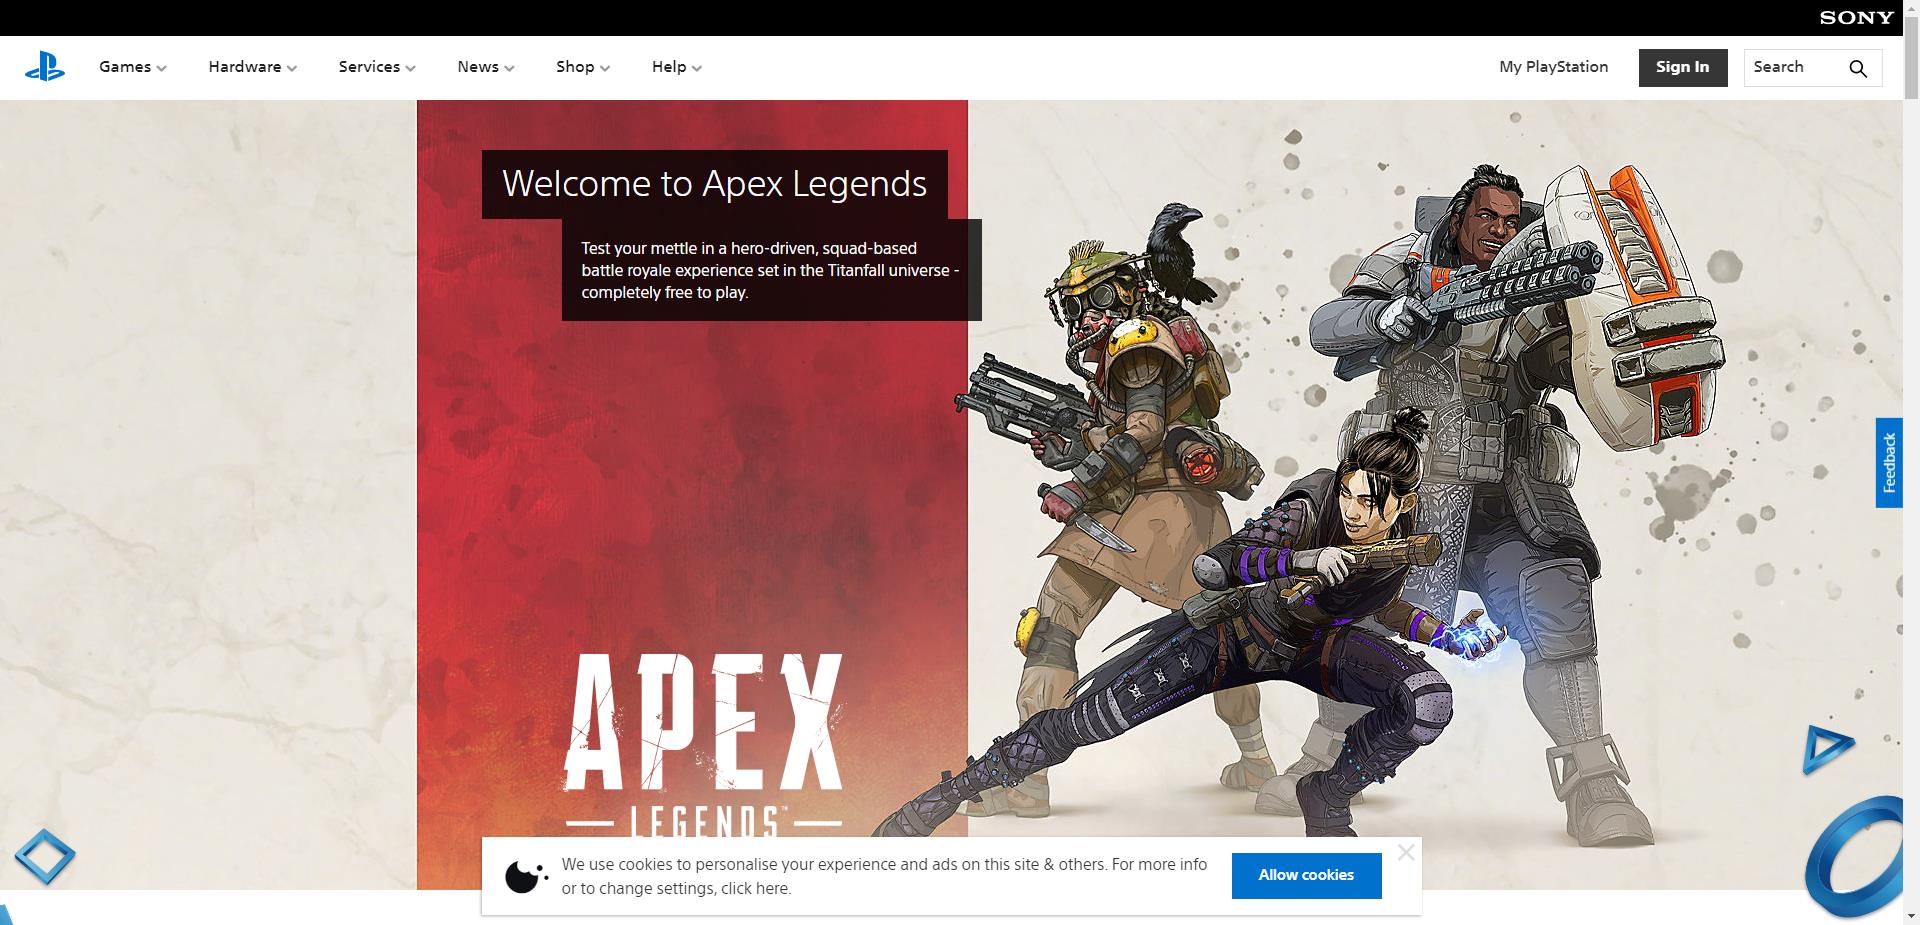 SONY
Games
Hardware
Services
News
Shop
Help
My PlayStation
Sign In
Search
Welcome to Apex Legends
Test your mettle in a hero-driven, squad-based
battle royale experience set in the Titanfall universe -
completely free to play.
Feedback
APEX
LEGENDS™
We use cookies to personalise your experience and ads on this site & others. For more info
or to change settings, click here.
Allow cookies